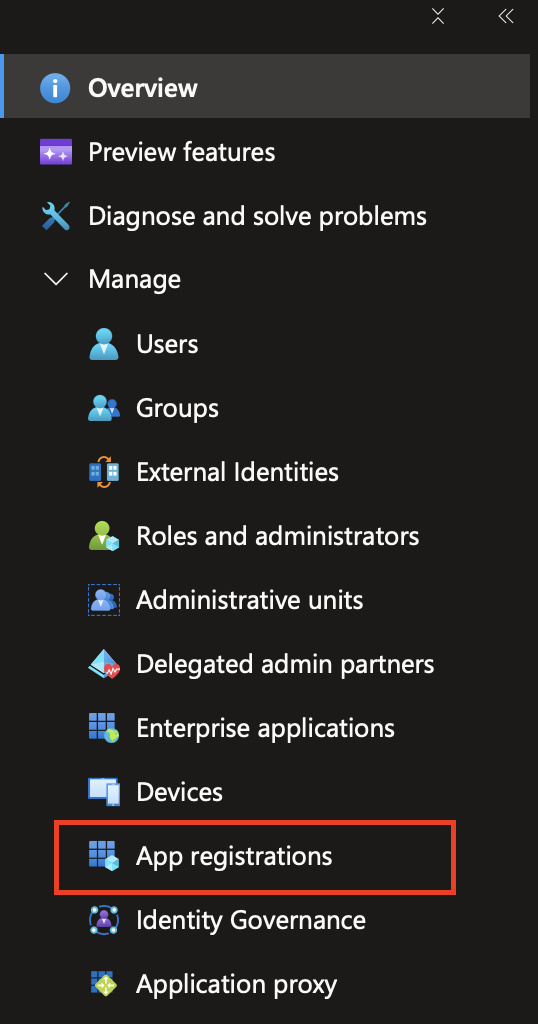 Overview
Preview features
Diagnose and solve problems
Manage
Users
Groups
External Identities
Roles and administrators
Administrative units
Delegated admin partners
Enterprise applications
Devices
App registrations
Identity Governance
Application proxy